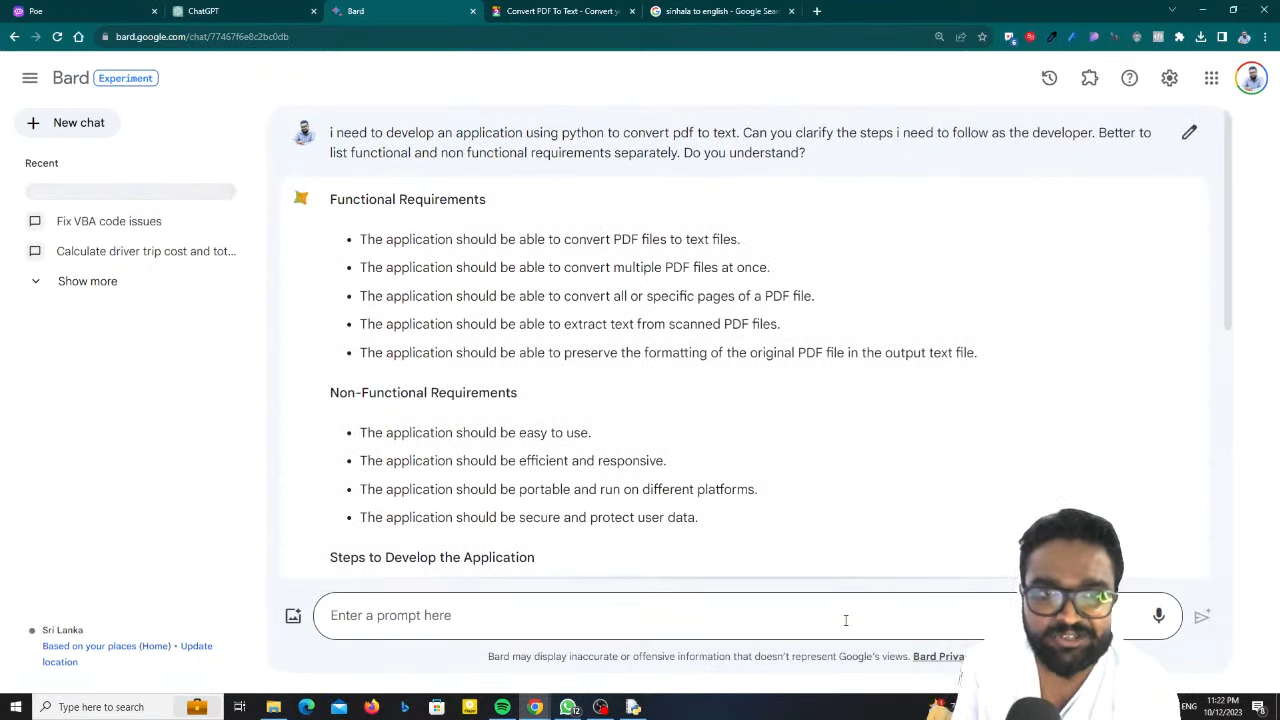 Poe
ChatGPT
Bard
Convert PDF To Text - Convert y
sinhala to english - Google Sear
bard.google.com/chat/77467f6e8c2bc0db
Bard Experiment
New chat
Recent
Fix VBA code issues
Calculate driver trip cost and tot...
Show more
i need to develop an application using python to convert pdf to text. Can you clarify the steps i need to follow as the developer. Better to
list functional and non functional requirements separately. Do you understand?
Functional Requirements
• The application should be able to convert PDF files to text files.
• The application should be able to convert multiple PDF files at once.
• The application should be able to convert all or specific pages of a PDF file.
• The application should be able to extract text from scanned PDF files.
• The application should be able to preserve the formatting of the original PDF file in the output text file.
Non-Functional Requirements
• The application should be easy to use.
• The application should be efficient and responsive.
• The application should be portable and run on different platforms.
• The application should be secure and protect user data.
Steps to Develop the Application
Enter a prompt here
Bard may display inaccurate or offensive information that doesn't represent Google's views. Bard Priva
Sri Lanka
Based on your places (Home) • Update
location
Type here to search
ENG
11:22 PM
10/12/2023